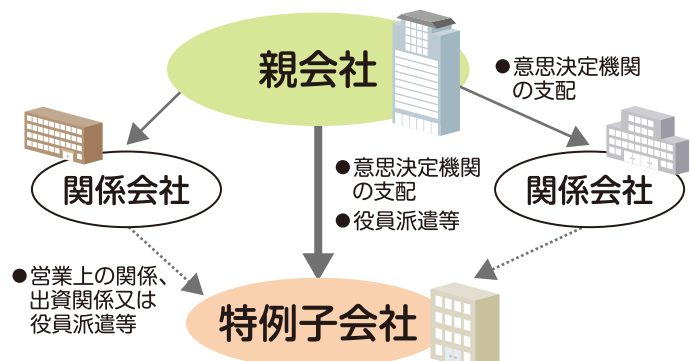 親会社
●意思決定機関
の支配
関係会社
●意思決定機関
の支配
●役員派遣等
関係会社
●営業上の関係、
出資関係又は
役員派遣等
特例子会社